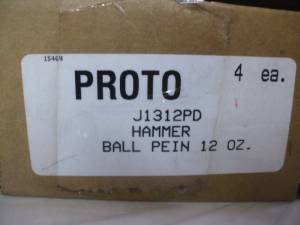 15469
PROTO 4 ea.
J1312PD
HAMMER
BALL PEIN 12 OZ.